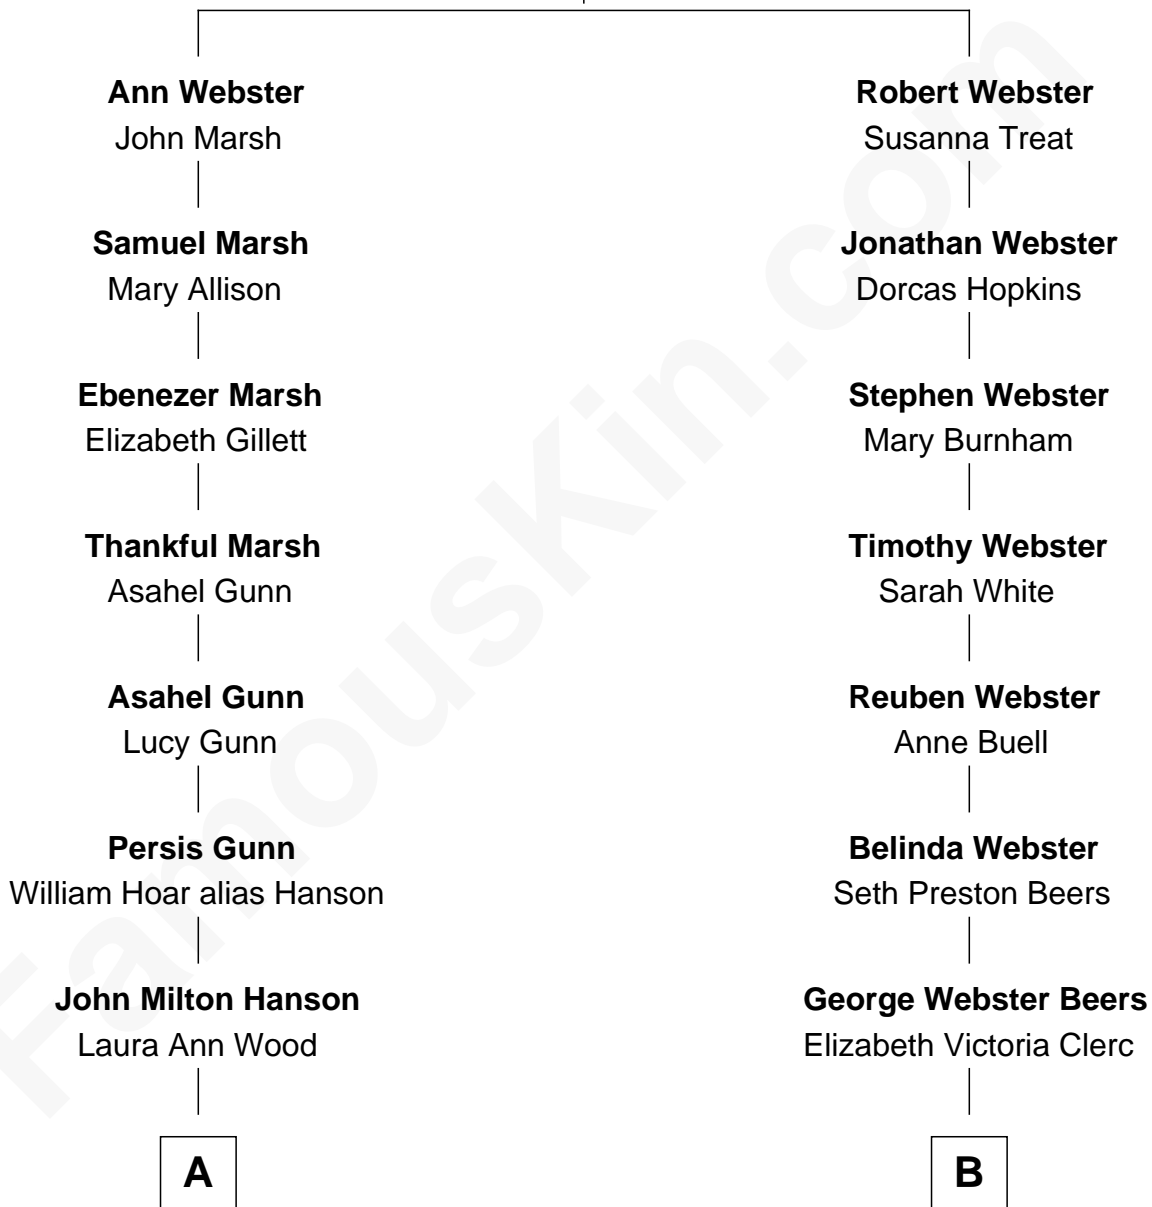 Ann Webster
John Marsh
Samuel Marsh
Mary Allison
Ebenezer Marsh
Elizabeth Gillett
Thankful Marsh
Asahel Gunn
Asahel Gunn
Lucy Gunn
Persis Gunn
William Hoar alias Hanson
John Milton Hanson
Laura Ann Wood
A
Robert Webster
Susanna Treat
Jonathan Webster
Dorcas Hopkins
Stephen Webster
Mary Burnham
Timothy Webster
Sarah White
Reuben Webster
Anne Buell
Belinda Webster
Seth Preston Beers
George Webster Beers
Elizabeth Victoria Clerc
B
FamousKin.com